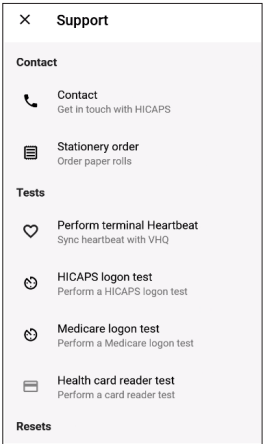 Support
Contact
Contact
Get in touch with HICAPS
Stationery order
Order paper rolls
Tests
Perform terminal Heartbeat
Sync heartbeat with VHQ
HICAPS logon test
Perform a HICAPS logon test
Medicare logon test
Perform a Medicare logon test
Health card reader test
Perform a card reader test
Resets